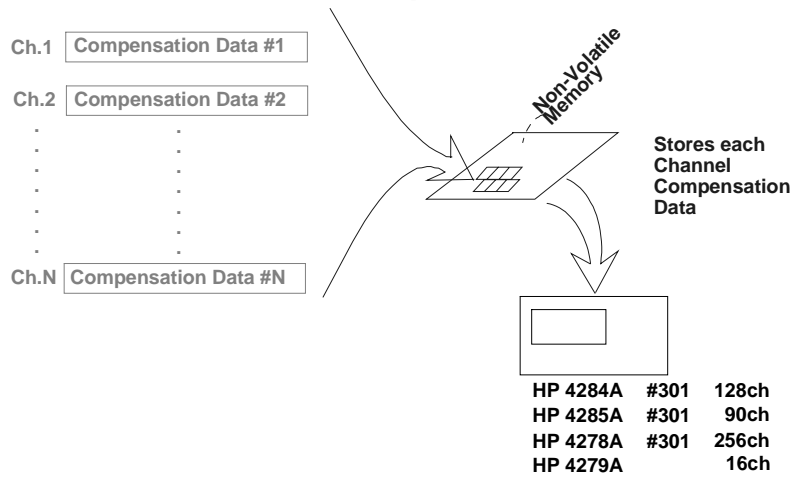 Ch.1 Compensation Data #1
Ch.2 Compensation Data #2
Ch.N Compensation Data #N
Non-Volatile
Memory
Stores each
Channel
Compensation
Data
HP 4284A #301 128ch
HP 4285A #301 90ch
HP 4278A #301 256ch
HP 4279A 16ch